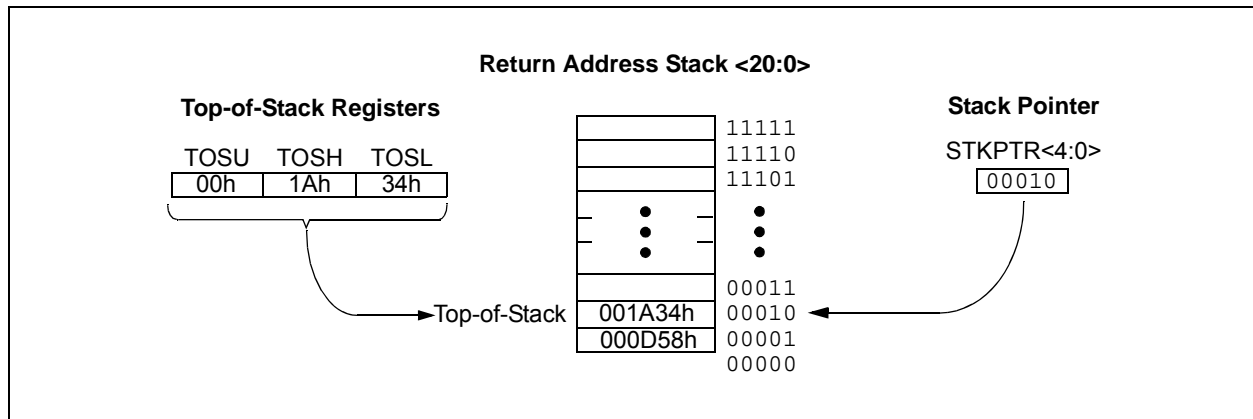 Return Address Stack <20:0>
Top-of-Stack Registers
Stack Pointer
TOSU TOSH TOSL
STKPTR<4:0>
00h 1Ah 34h
00010
11111
11110
11101
00011
Top-of-Stack 001A34h 00010
000D58h 00001
00000